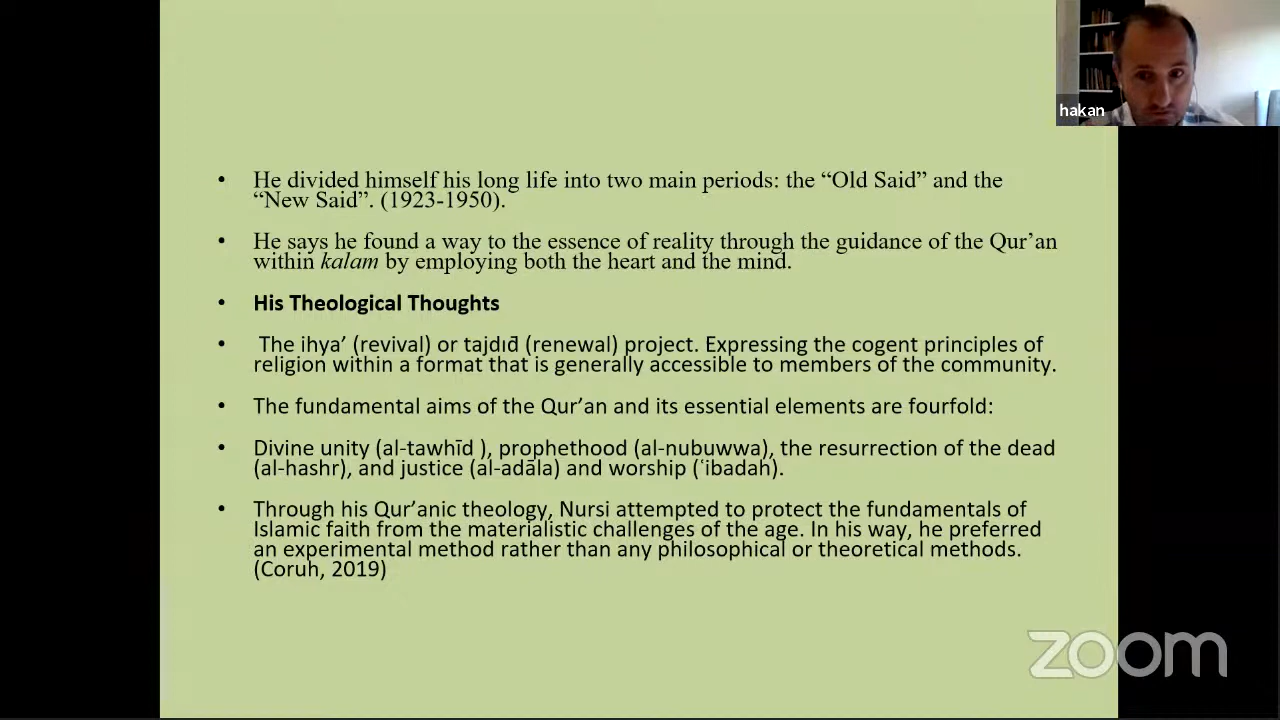 hakan
• He divided himself his long life into two main periods: the “Old Said” and the
“New Said”. (1923-1950).
• He says he found a way to the essence of reality through the guidance of the Qur’an
within kalam by employing both the heart and the mind.
• His Theological Thoughts
• The ihya’ (revival) or tajdıd̄ (renewal) project. Expressing the cogent principles of
religion within a format that is generally accessible to members of the community.
• The fundamental aims of the Qur’an and its essential elements are fourfold:
• Divine unity (al-tawhīd ), prophethood (al-nubuwwa), the resurrection of the dead
(al-hashr), and justice (al-adāla) and worship (ʿibadah).
• Through his Qur’anic theology, Nursi attempted to protect the fundamentals of
Islamic faith from the materialistic challenges of the age. In his way, he preferred
an experimental method rather than any philosophical or theoretical methods.
(Coruh, 2019)
zoom